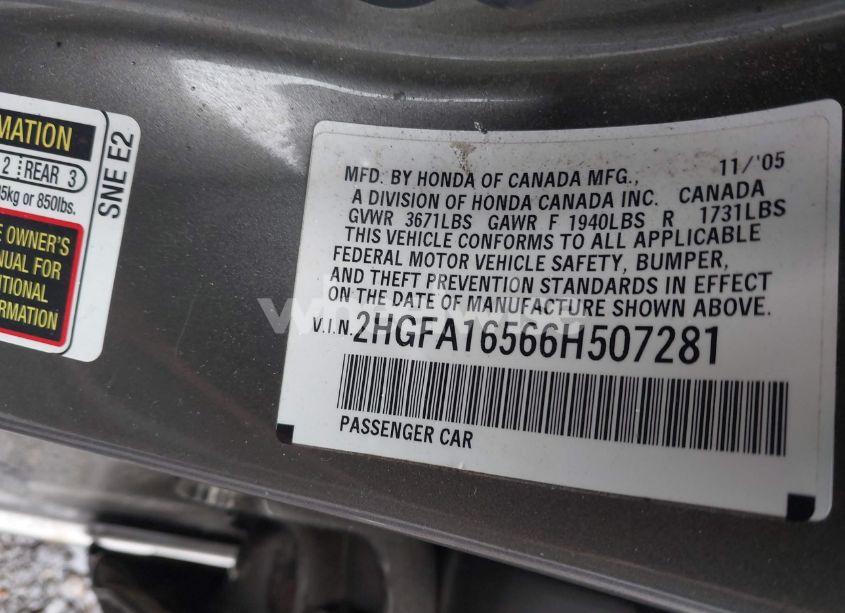 MATION
2 REAR 3
5kg or 850lbs.
E OWNER'S
NUAL FOR
ITIONAL
ORMATION
SNE E2
MFD. BY HONDA OF CANADA MFG., 11/'05
A DIVISION OF HONDA CANADA INC. CANADA
GVWR 3671LBS GAWR F 1940LBS R 1731LBS
THIS VEHICLE CONFORMS TO ALL APPLICABLE
FEDERAL MOTOR VEHICLE SAFETY, BUMPER,
AND THEFT PREVENTION STANDARDS IN EFFECT
ON THE DATE OF MANUFACTURE SHOWN ABOVE.
V.I.N. 2HGFA16566H507281
PASSENGER CAR